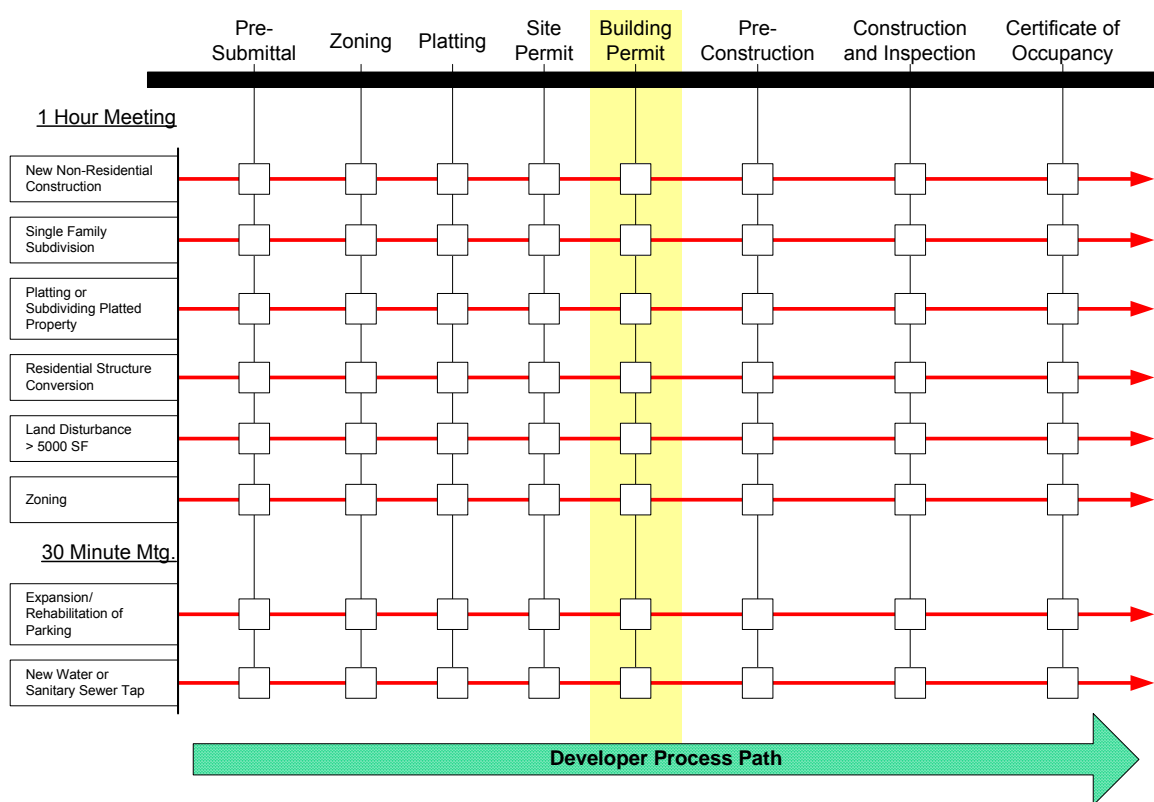 Pre-
Submittal
Zoning
Platting
Site
Permit
Building
Permit
Pre-
Construction
Construction
and Inspection
Certificate of
Occupancy
1 Hour Meeting
New Non-Residential
Construction
Single Family
Subdivision
Platting or
Subdividing Platted
Property
Residential Structure
Conversion
Land Disturbance
> 5000 SF
Zoning
30 Minute Mtg.
Expansion/
Rehabilitation of
Parking
New Water or
Sanitary Sewer Tap
Developer Process Path